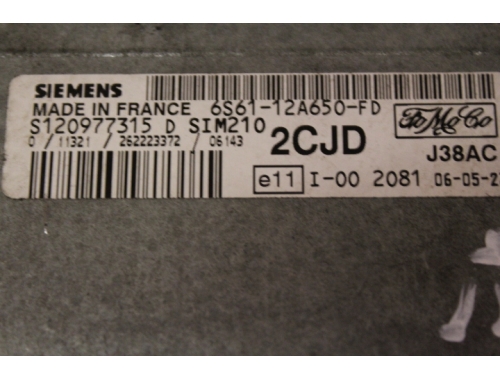 SIEMENS
MADE IN FRANCE 6S61-12A650-FD
S120977315 D SIM210
0 / 11321 / 262223372 / 06143
2CJD
FoMoCo
J38AC
e11 I-00 2081 06-05-2